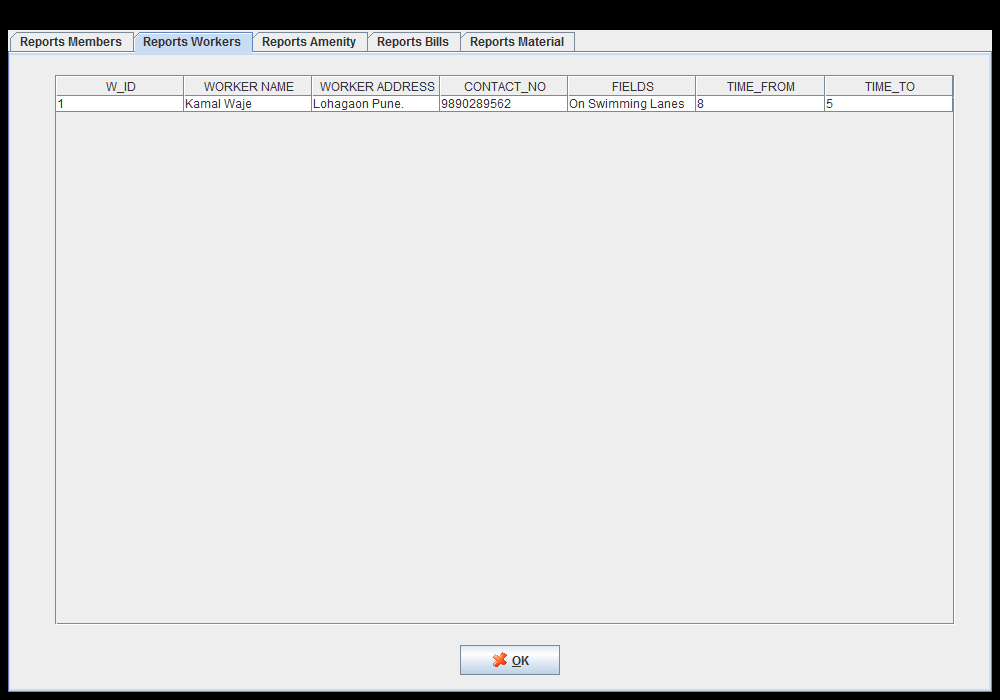 Reports Members Reports Workers Reports Amenity Reports Bills Reports Material
W_ID WORKER NAME WORKER ADDRESS CONTACT_NO FIELDS TIME_FROM TIME_TO
1 Kamal Waje Lohagaon Pune. 9890289562 On Swimming Lanes 8 5
OK